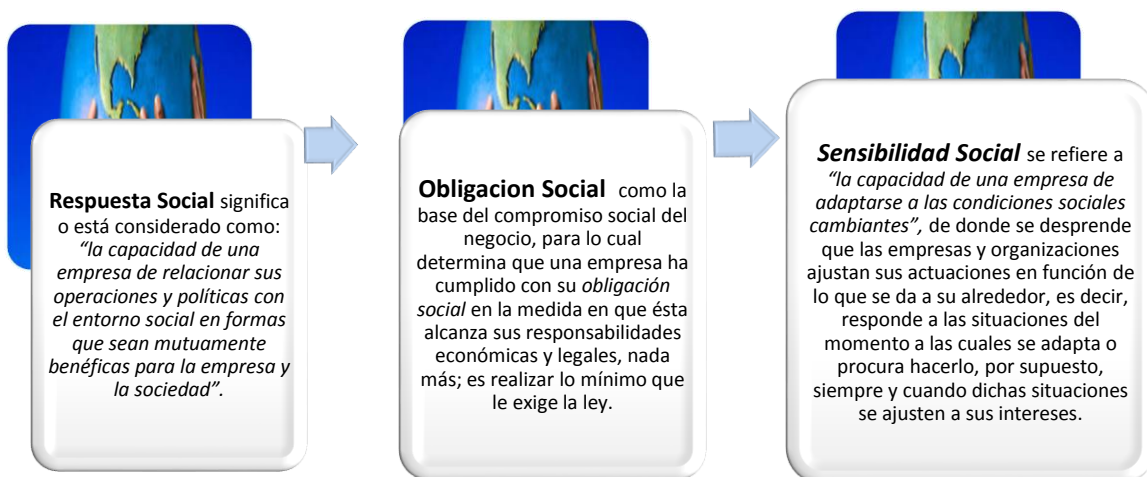 Respuesta Social significa
o está considerado como:
“la capacidad de una
empresa de relacionar sus
operaciones y políticas con
el entorno social en formas
que sean mutuamente
benéficas para la empresa y
la sociedad”.
Obligacion Social como la
base del compromiso social del
negocio, para lo cual
determina que una empresa ha
cumplido con su obligación
social en la medida en que ésta
alcanza sus responsabilidades
económicas y legales, nada
más; es realizar lo mínimo que
le exige la ley.
Sensibilidad Social se refiere a
“la capacidad de una empresa de
adaptarse a las condiciones sociales
cambiantes”, de donde se desprende
que las empresas y organizaciones
ajustan sus actuaciones en función de
lo que se da a su alrededor, es decir,
responde a las situaciones del
momento a las cuales se adapta o
procura hacerlo, por supuesto,
siempre y cuando dichas situaciones
se ajusten a sus intereses.